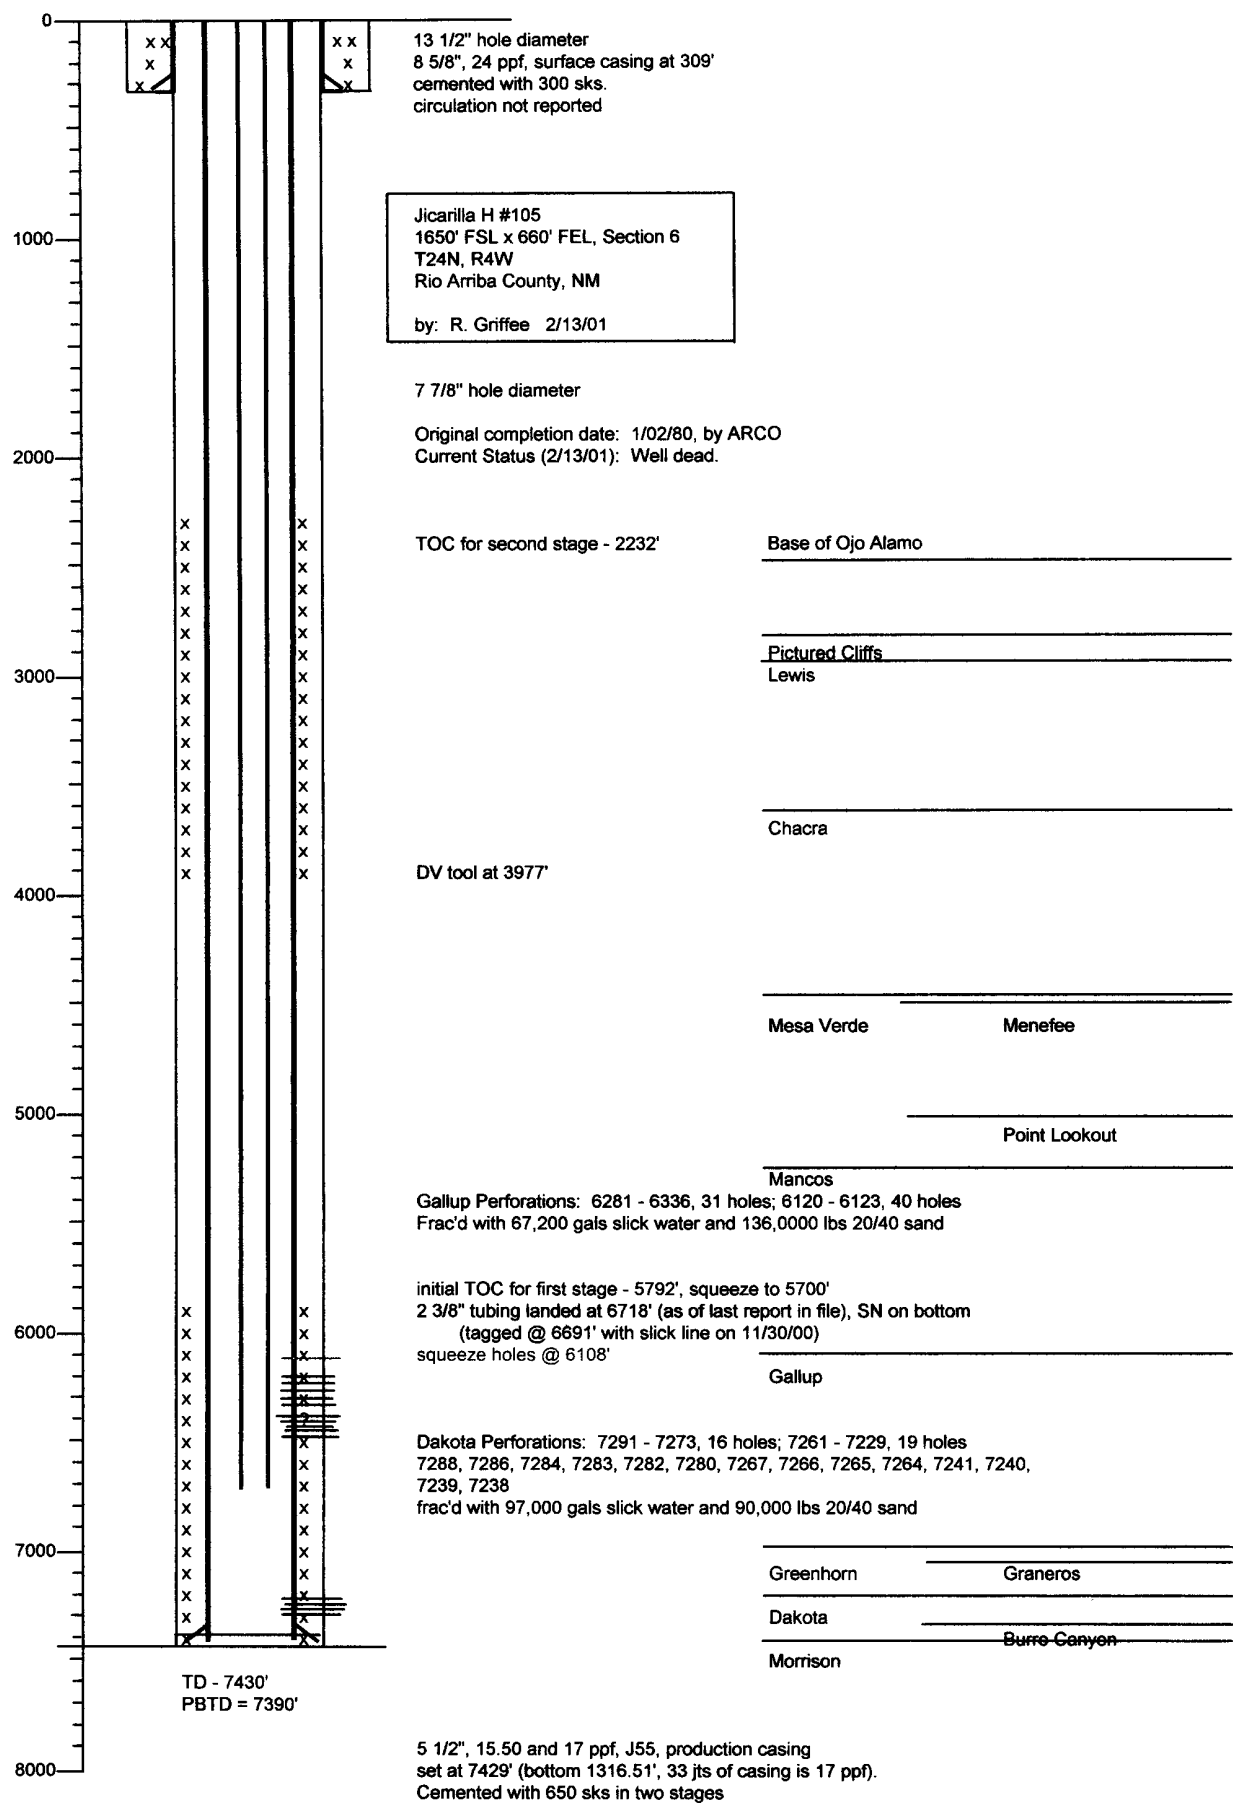 0
13 1/2" hole diameter
8 5/8", 24 ppf, surface casing at 309'
cemented with 300 sks.
circulation not reported
Jicarilla H #105
1650' FSL x 660' FEL, Section 6
T24N, R4W
Rio Arriba County, NM
by: R. Griffee 2/13/01
1000
7 7/8" hole diameter
Original completion date: 1/02/80, by ARCO
Current Status (2/13/01): Well dead.
2000
TOC for second stage - 2232'
Base of Ojo Alamo
Pictured Cliffs
3000
Lewis
Chacra
DV tool at 3977'
4000
Mesa Verde Menefee
5000
Point Lookout
Mancos
Gallup Perforations: 6281 - 6336, 31 holes; 6120 - 6123, 40 holes
Frac'd with 67,200 gals slick water and 136,0000 lbs 20/40 sand
initial TOC for first stage - 5792', squeeze to 5700'
2 3/8" tubing landed at 6718' (as of last report in file), SN on bottom
(tagged @ 6691' with slick line on 11/30/00)
6000
squeeze holes @ 6108'
Gallup
?
Dakota Perforations: 7291 - 7273, 16 holes; 7261 - 7229, 19 holes
7288, 7286, 7284, 7283, 7282, 7280, 7267, 7266, 7265, 7264, 7241, 7240,
7239, 7238
frac'd with 97,000 gals slick water and 90,000 lbs 20/40 sand
7000
Greenhorn Graneros
Dakota
Burro Canyon
Morrison
TD - 7430'
PBTD = 7390'
5 1/2", 15.50 and 17 ppf, J55, production casing
8000
set at 7429' (bottom 1316.51', 33 jts of casing is 17 ppf).
Cemented with 650 sks in two stages